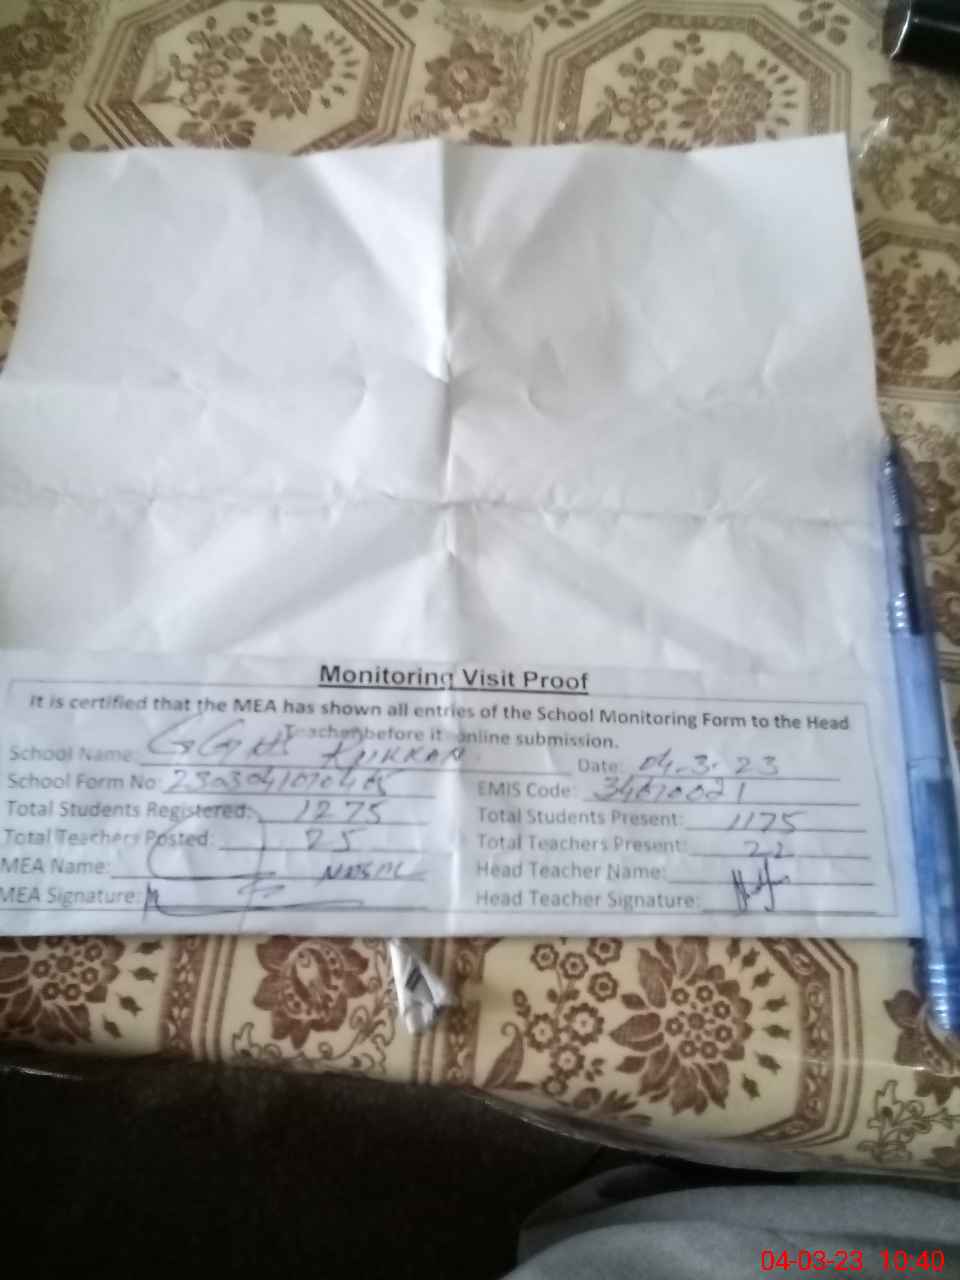 Monitoring Visit Proof
It is certified that the MEA has shown all entries of the School Monitoring Form to the Head
Teacher before it online submission.
School Name: GGHS KUKKAN Date: 04-3-23
School Form No: EMIS Code:
Total Students Registered: 1275 Total Students Present: 1175
Total Teachers Posted: 25 Total Teachers Present: 22
MEA Name: Head Teacher Name:
MEA Signature: Head Teacher Signature:
04-03-23 10:40